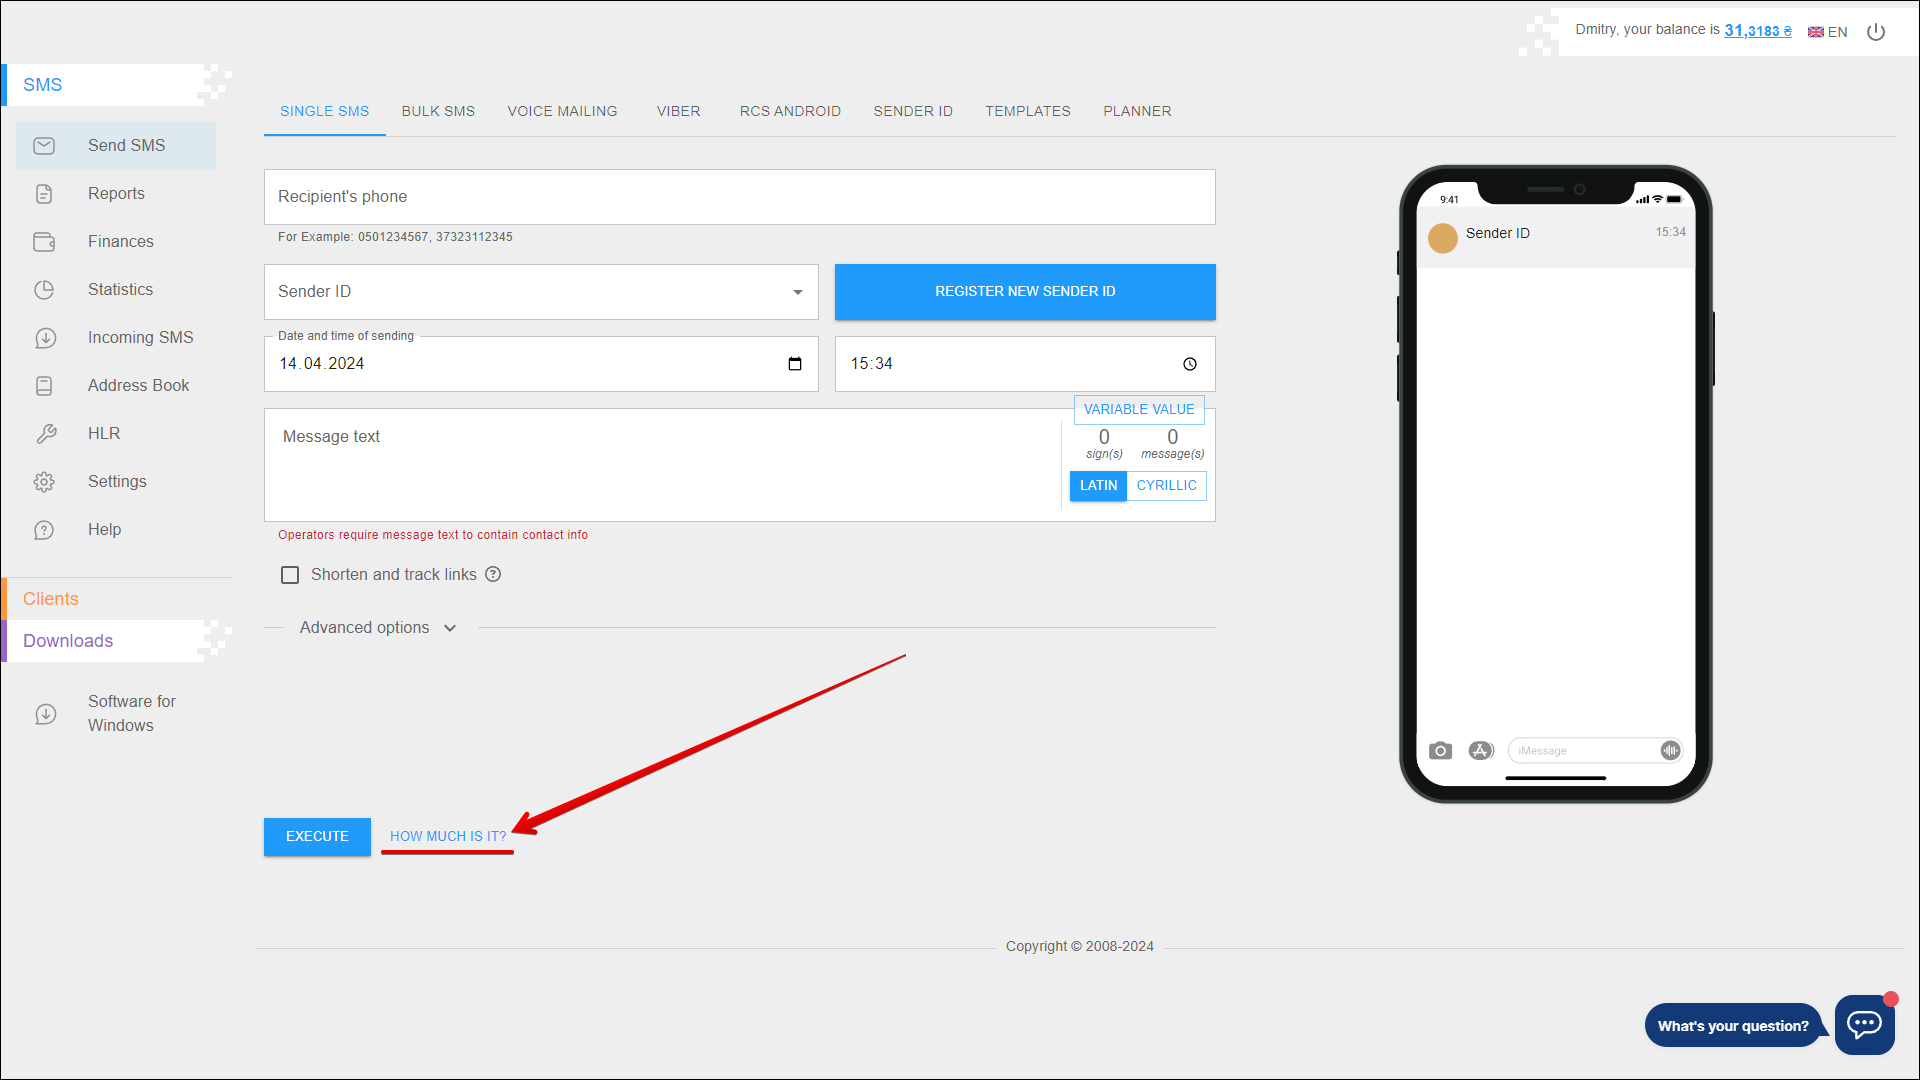 Dmitry, your balance is 31,3183 ₴ EN
SMS
Send SMS
Reports
Finances
Statistics
Incoming SMS
Address Book
HLR
Settings
Help
Clients
Downloads
Software for
Windows
SINGLE SMS BULK SMS VOICE MAILING VIBER RCS ANDROID SENDER ID TEMPLATES PLANNER
Recipient's phone
For Example: 0501234567, 37323112345
Sender ID
REGISTER NEW SENDER ID
Date and time of sending
14.04.2024
15:34
Message text
VARIABLE VALUE
0 0
sign(s) message(s)
LATIN CYRILLIC
Operators require message text to contain contact info
Shorten and track links
Advanced options
EXECUTE HOW MUCH IS IT?
9:41
Sender ID 15:34
iMessage
Copyright © 2008-2024
What's your question?